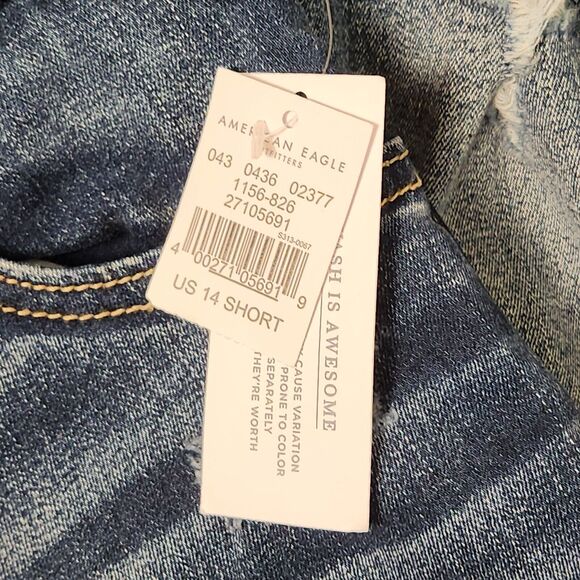 AMERICAN EAGLE
OUTFITTERS
043 0436 02377
1156-826
27105691
S313-0067
4 00271 05691 9
US 14 SHORT
ASH IS AWESOME
CAUSE VARIATION
PRONE TO COLOR
SEPARATELY
THEY'RE WORTH